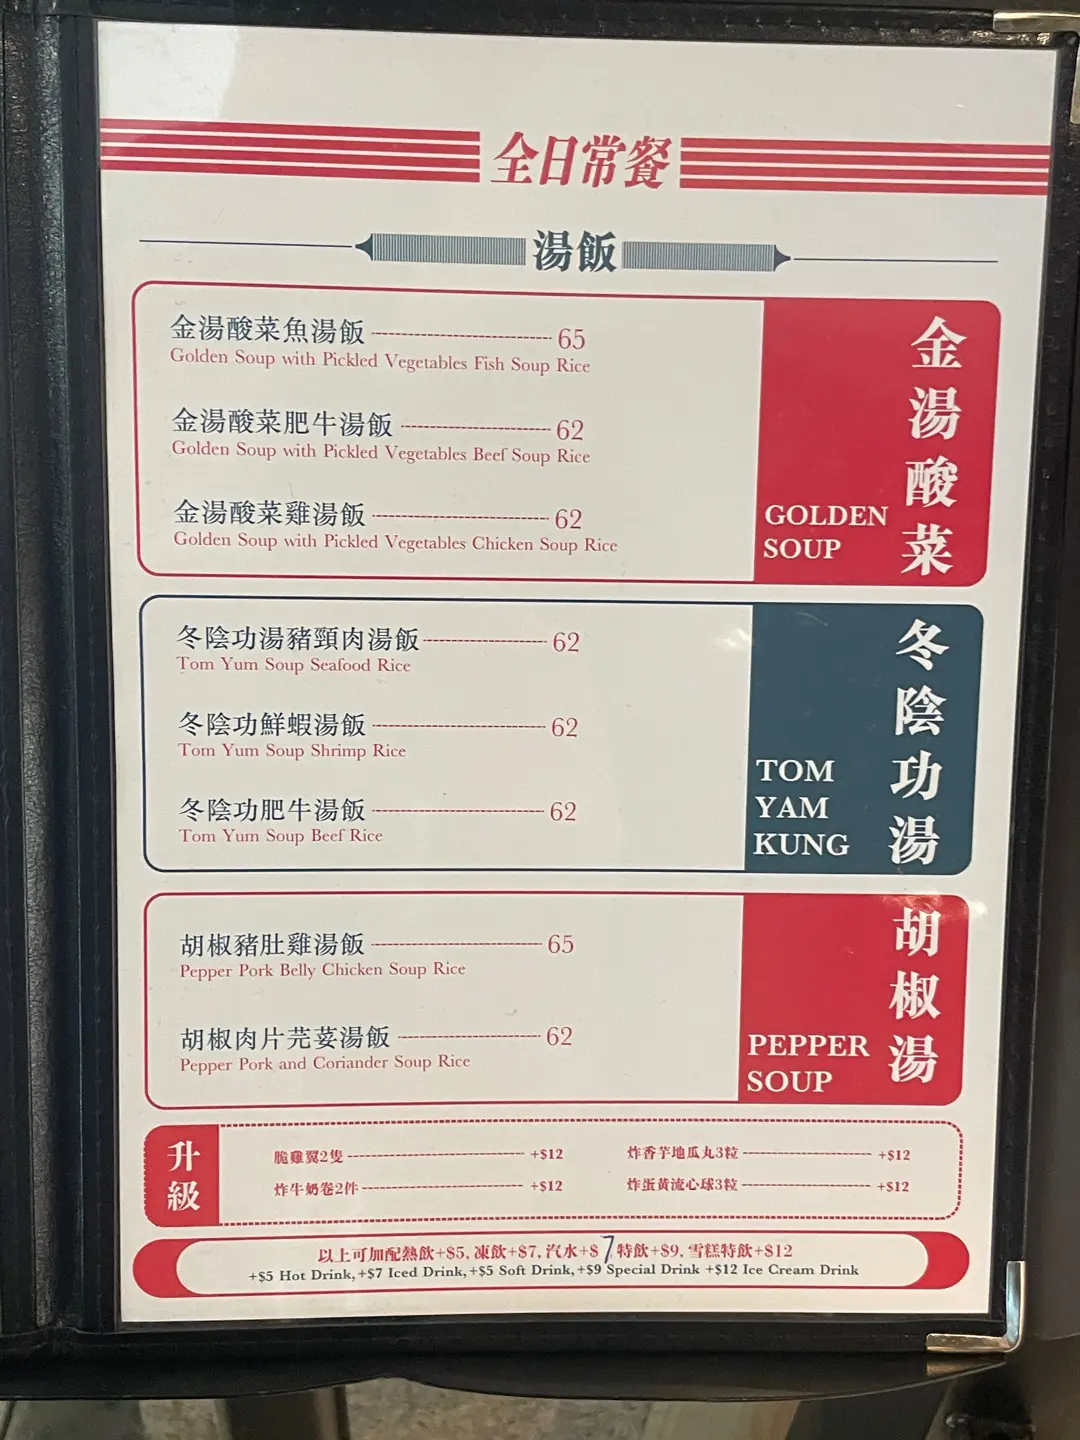 全日常餐
湯飯
金湯酸菜魚湯飯 65
Golden Soup with Pickled Vegetables Fish Soup Rice
金湯酸菜肥牛湯飯 62
Golden Soup with Pickled Vegetables Beef Soup Rice
金湯酸菜雞湯飯 62
Golden Soup with Pickled Vegetables Chicken Soup Rice
金湯酸菜
GOLDEN
SOUP
冬陰功湯豬頸肉湯飯 62
Tom Yum Soup Seafood Rice
冬陰功鮮蝦湯飯 62
Tom Yum Soup Shrimp Rice
冬陰功肥牛湯飯 62
Tom Yum Soup Beef Rice
冬陰功湯
TOM
YAM
KUNG
胡椒豬肚雞湯飯 65
Pepper Pork Belly Chicken Soup Rice
胡椒肉片芫荽湯飯 62
Pepper Pork and Coriander Soup Rice
胡椒湯
PEPPER
SOUP
升級
脆雞翼2隻 +$12
炸香芋地瓜丸3粒 +$12
炸牛奶卷2件 +$12
炸蛋黃流心球3粒 +$12
以上可加配熱飲+$5, 凍飲+$7, 汽水+$7特飲+$9, 雪糕特飲+$12
+$5 Hot Drink,+$7 Iced Drink,+$5 Soft Drink,+$9 Special Drink +$12 Ice Cream Drink